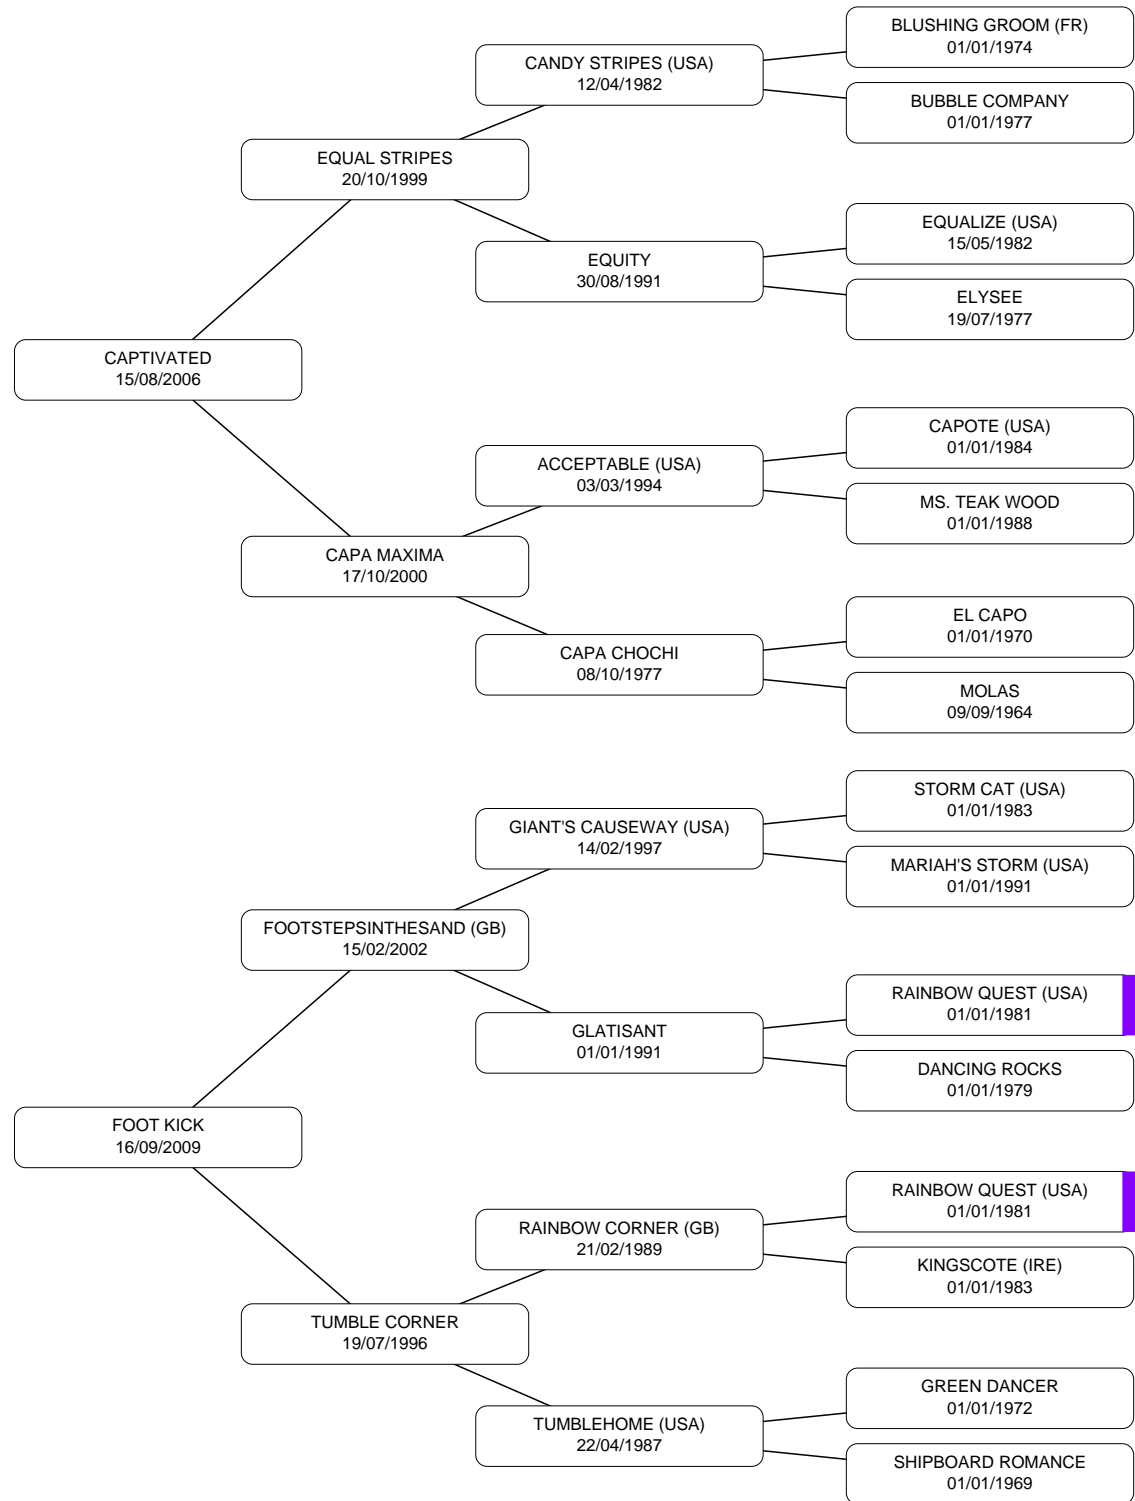 BLUSHING GROOM (FR)
01/01/1974
CANDY STRIPES (USA)
12/04/1982
BUBBLE COMPANY
01/01/1977
EQUAL STRIPES
20/10/1999
EQUALIZE (USA)
15/05/1982
EQUITY
30/08/1991
ELYSEE
19/07/1977
CAPTIVATED
15/08/2006
CAPOTE (USA)
01/01/1984
ACCEPTABLE (USA)
03/03/1994
MS. TEAK WOOD
01/01/1988
CAPA MAXIMA
17/10/2000
EL CAPO
01/01/1970
CAPA CHOCHI
08/10/1977
MOLAS
09/09/1964
STORM CAT (USA)
01/01/1983
GIANT'S CAUSEWAY (USA)
14/02/1997
MARIAH'S STORM (USA)
01/01/1991
FOOTSTEPSINTHESAND (GB)
15/02/2002
RAINBOW QUEST (USA)
01/01/1981
GLATISANT
01/01/1991
DANCING ROCKS
01/01/1979
FOOT KICK
16/09/2009
RAINBOW QUEST (USA)
01/01/1981
RAINBOW CORNER (GB)
21/02/1989
KINGSCOTE (IRE)
01/01/1983
TUMBLE CORNER
19/07/1996
GREEN DANCER
01/01/1972
TUMBLEHOME (USA)
22/04/1987
SHIPBOARD ROMANCE
01/01/1969